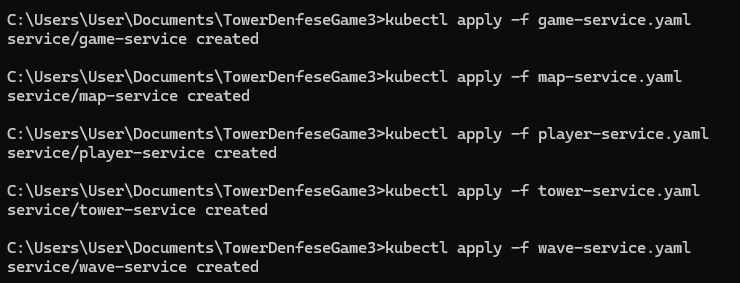 C:\Users\User\Documents\TowerDenfeseGame3>kubectl apply -f game-service.yaml
service/game-service created
C:\Users\User\Documents\TowerDenfeseGame3>kubectl apply -f map-service.yaml
service/map-service created
C:\Users\User\Documents\TowerDenfeseGame3>kubectl apply -f player-service.yaml
service/player-service created
C:\Users\User\Documents\TowerDenfeseGame3>kubectl apply -f tower-service.yaml
service/tower-service created
C:\Users\User\Documents\TowerDenfeseGame3>kubectl apply -f wave-service.yaml
service/wave-service created